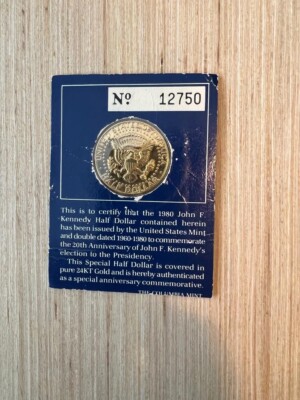 No. 12750
This is to certify that the 1980 John F.
Kennedy Half Dollar contained herein
has been issued by the United States Mint
and double dated 1960-1980 to commemorate
the 20th Anniversary of John F. Kennedy's
election to the Presidency.
This Special Half Dollar is covered in
pure 24KT Gold and is hereby authenticated
as a special anniversary commemorative.
THE COLUMBIA MINT